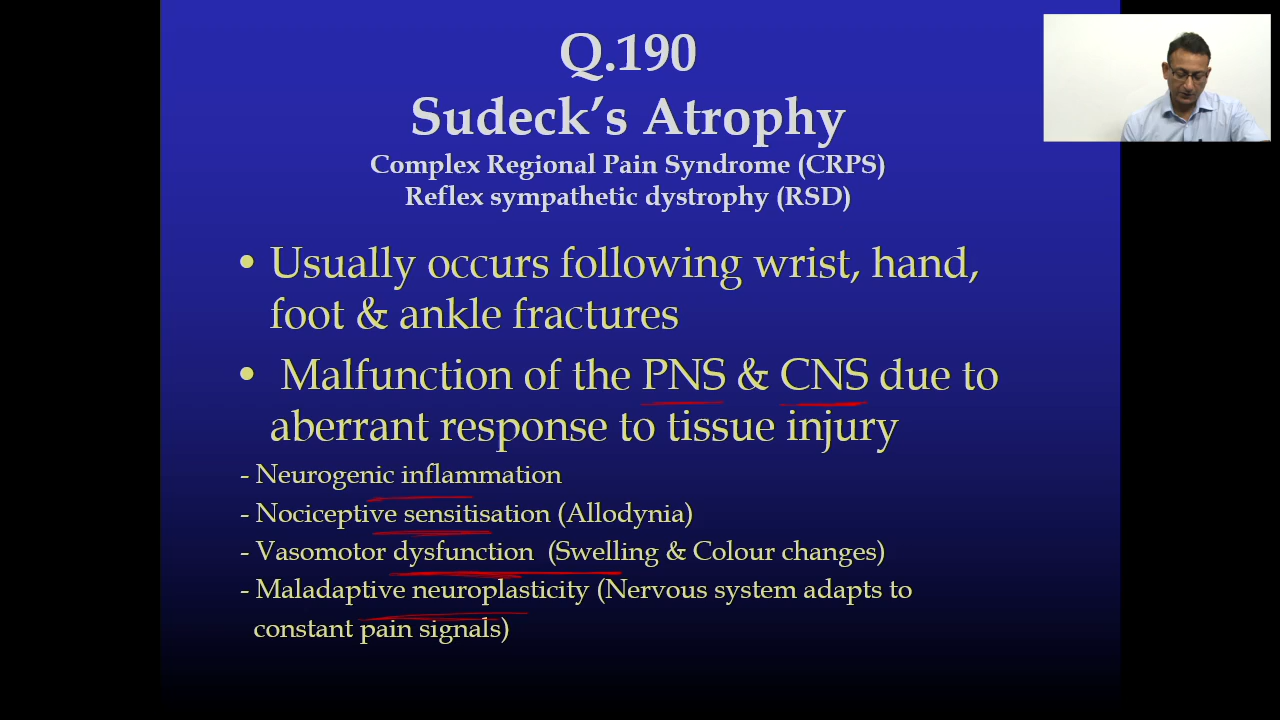 Q.190
Sudeck's Atrophy
Complex Regional Pain Syndrome (CRPS)
Reflex sympathetic dystrophy (RSD)
• Usually occurs following wrist, hand,
foot & ankle fractures
• Malfunction of the PNS & CNS due to
aberrant response to tissue injury
- Neurogenic inflammation
- Nociceptive sensitisation (Allodynia)
- Vasomotor dysfunction (Swelling & Colour changes)
- Maladaptive neuroplasticity (Nervous system adapts to
constant pain signals)